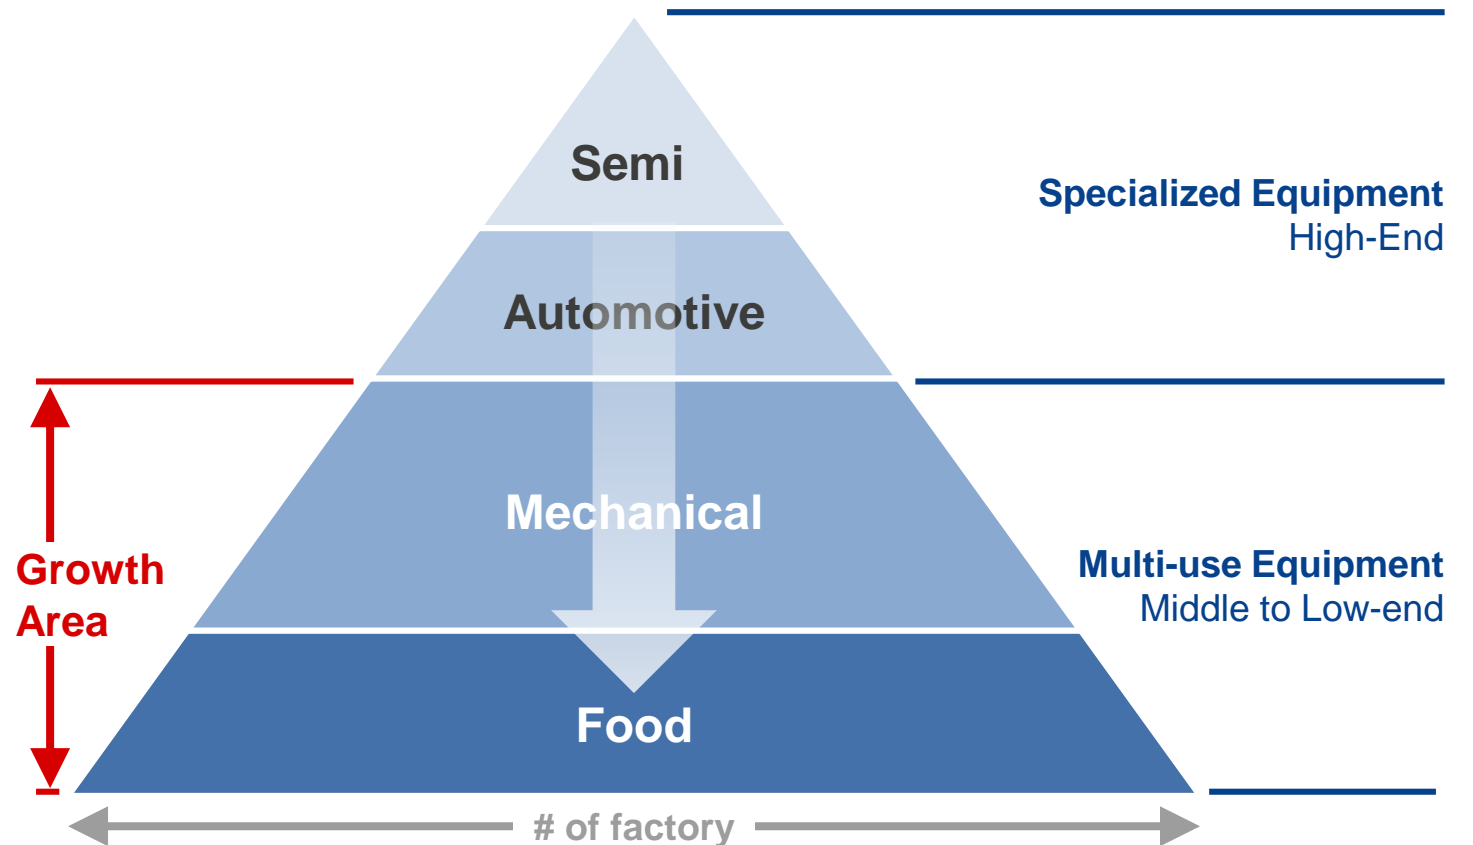 Semi
Specialized Equipment
High-End
Automotive
Mechanical
Growth
Area
Multi-use Equipment
Middle to Low-end
Food
# of factory